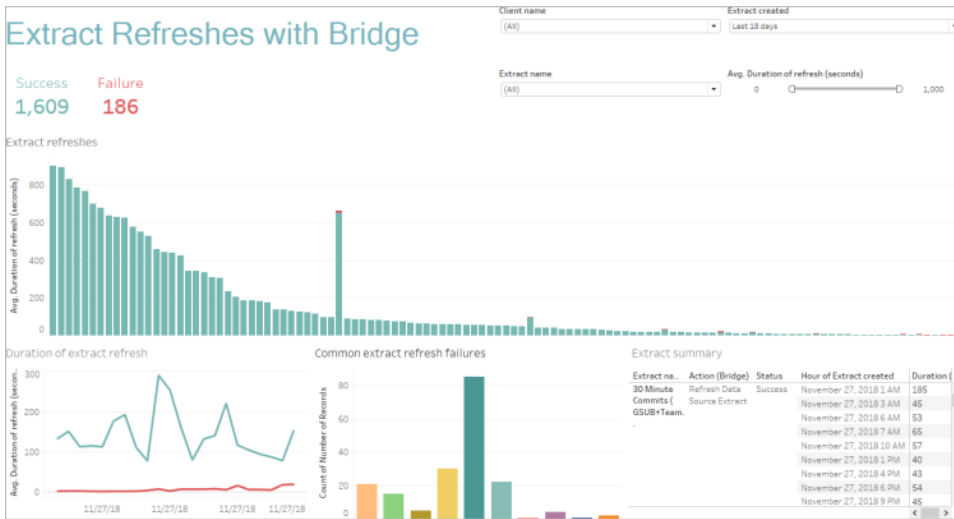 Extract Refreshes with Bridge
Client name
(All)
Extract created
Last 18 days
Success
1,609
Failure
186
Extract name
(All)
Avg. Duration of refresh (seconds)
0
1,000
Extract refreshes
Avg. Duration of refresh (seconds)
800
600
400
200
0
Duration of extract refresh
Avg. Duration of refresh (secon..
300
200
100
0
11/27/18 11/27/18 11/27/18 11/27/18
Common extract refresh failures
Count of Number of Records
80
60
40
20
0
Extract summary
Extract na.. Action (Bridge) Status Hour of Extract created Duration (
30 Minute Refresh Data Success November 27, 2018 1 AM 185
Commits ( Source Extract November 27, 2018 3 AM 45
GSUB+Team. November 27, 2018 6 AM 53
. November 27, 2018 7 AM 65
November 27, 2018 10 AM 57
November 27, 2018 1 PM 40
November 27, 2018 4 PM 43
November 27, 2018 6 PM 54
November 27, 2018 9 PM 45